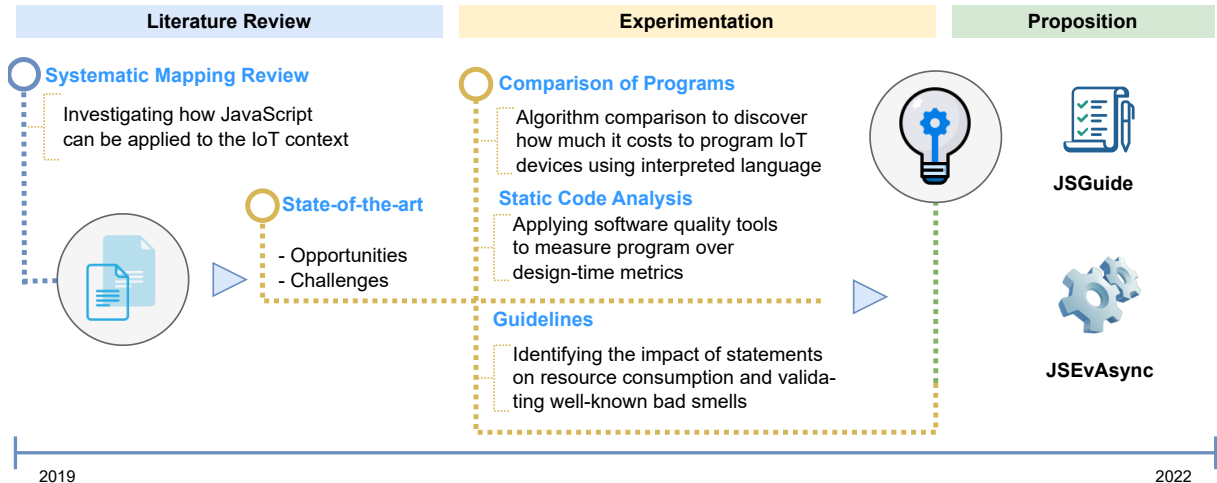 Literature Review
Experimentation
Proposition
Systematic Mapping Review
Investigating how JavaScript
can be applied to the IoT context
State-of-the-art
- Opportunities
- Challenges
Comparison of Programs
Algorithm comparison to discover
how much it costs to program IoT
devices using interpreted language
Static Code Analysis
Applying software quality tools
to measure program over
design-time metrics
Guidelines
Identifying the impact of statements
on resource consumption and valida-
ting well-known bad smells
JSGuide
JSEvAsync
2019
2022